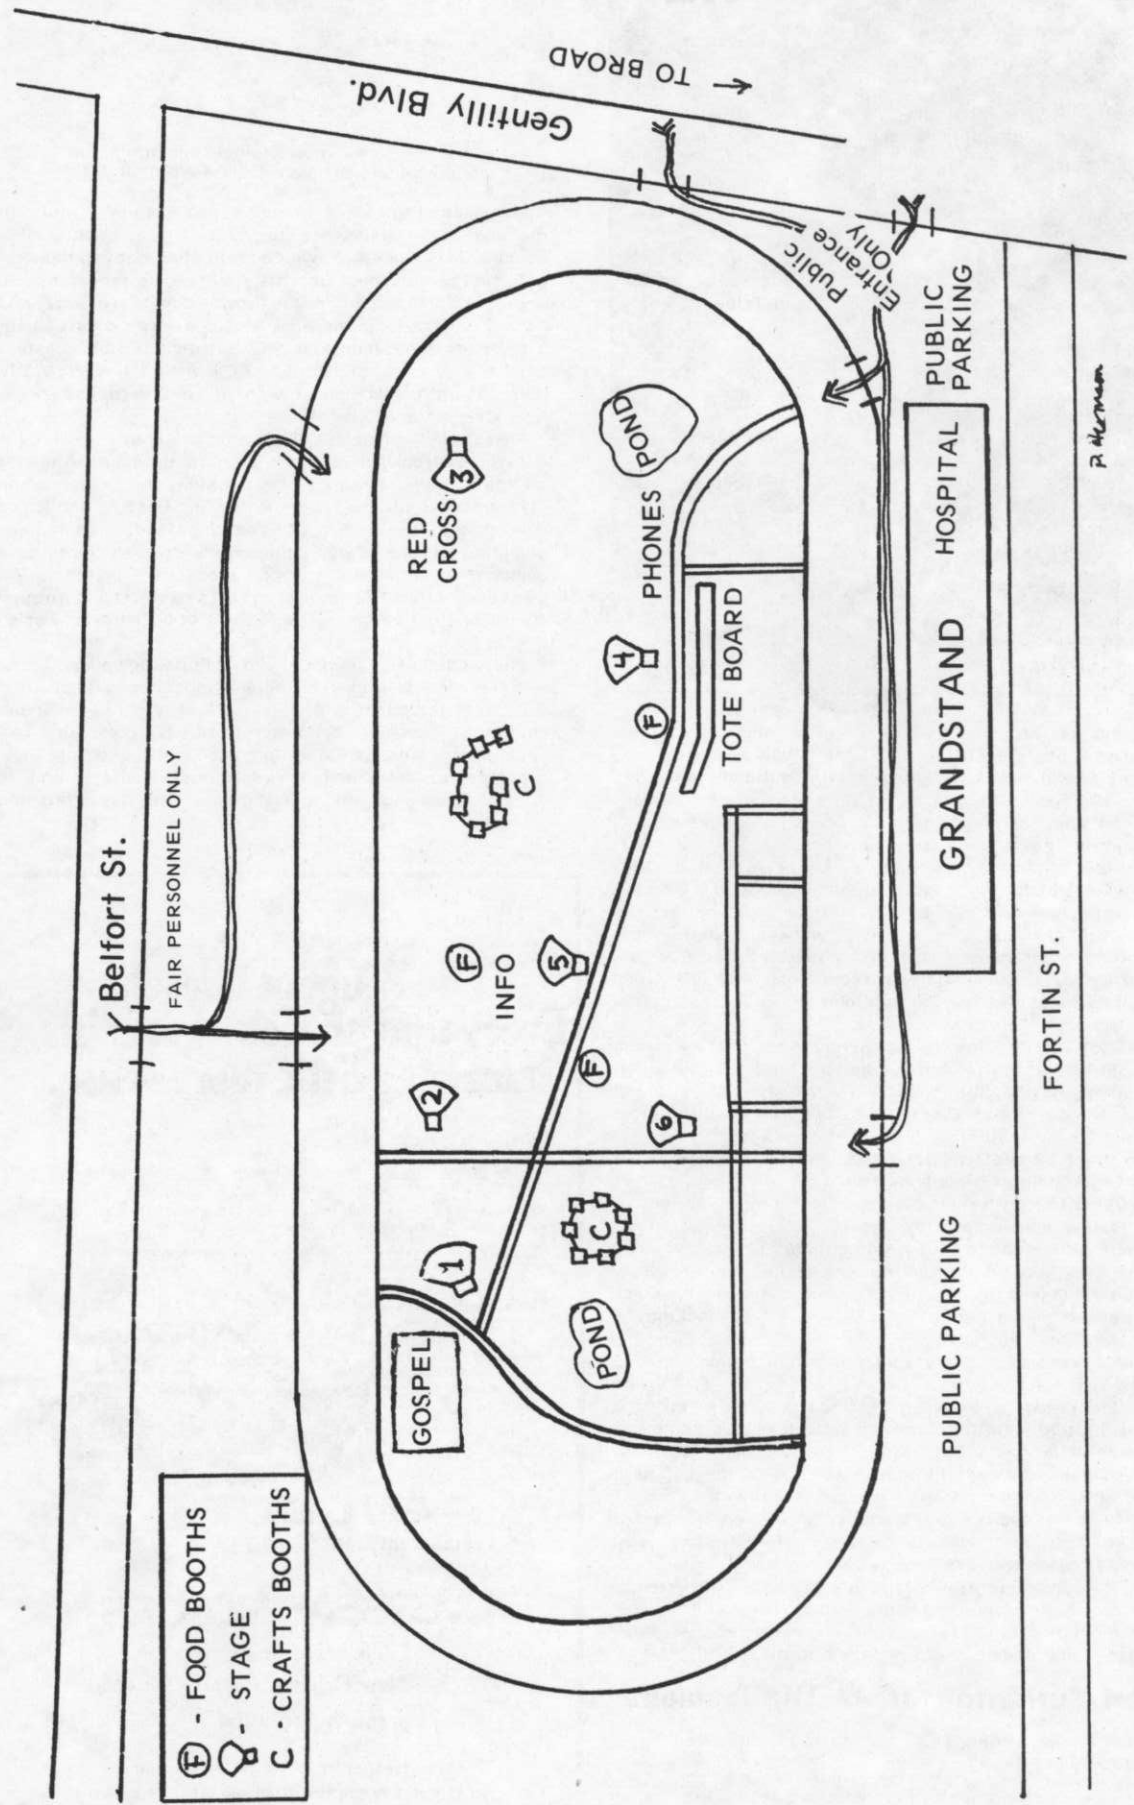 Belfort St.
FAIR PERSONNEL ONLY
Gentilly Blvd.
TO BROAD →
Ⓕ - FOOD BOOTHS
- STAGE
C - CRAFTS BOOTHS
GOSPEL
1
2
RED
CROSS
3
POND
PHONES
4
F
TOTE BOARD
C
F
INFO
5
F
6
C
POND
Public
Entrance
Only
PUBLIC
PARKING
HOSPITAL
GRANDSTAND
PUBLIC PARKING
FORTIN ST.
P. Herman